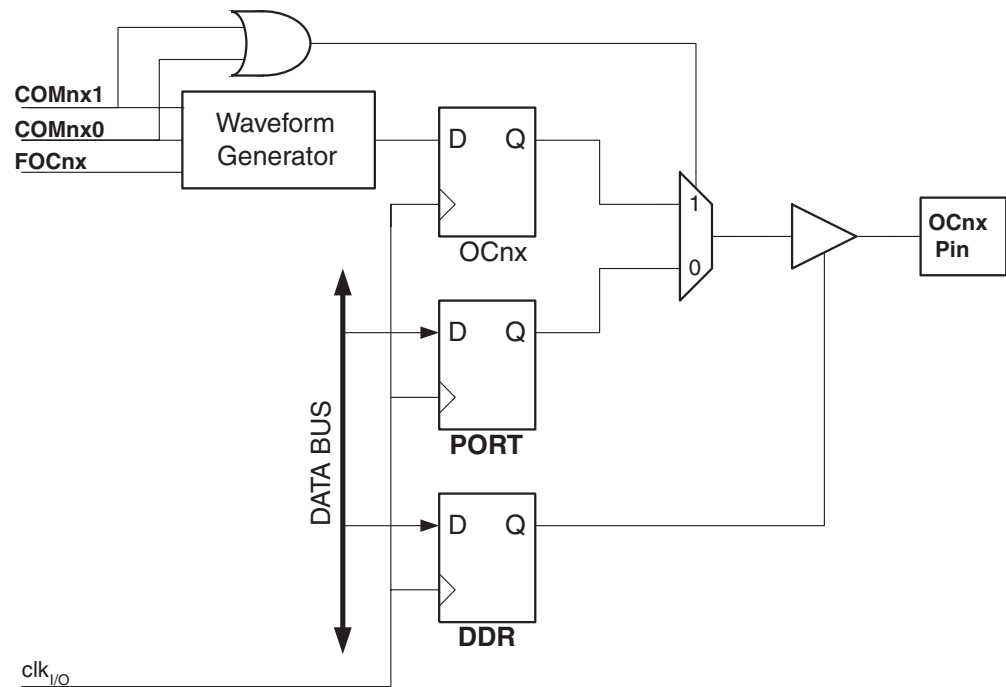 COMnx1
COMnx0
FOCnx
Waveform
Generator
D Q
OCnx
1
0
OCnx
Pin
D Q
PORT
DATA BUS
D Q
DDR
clkI/O